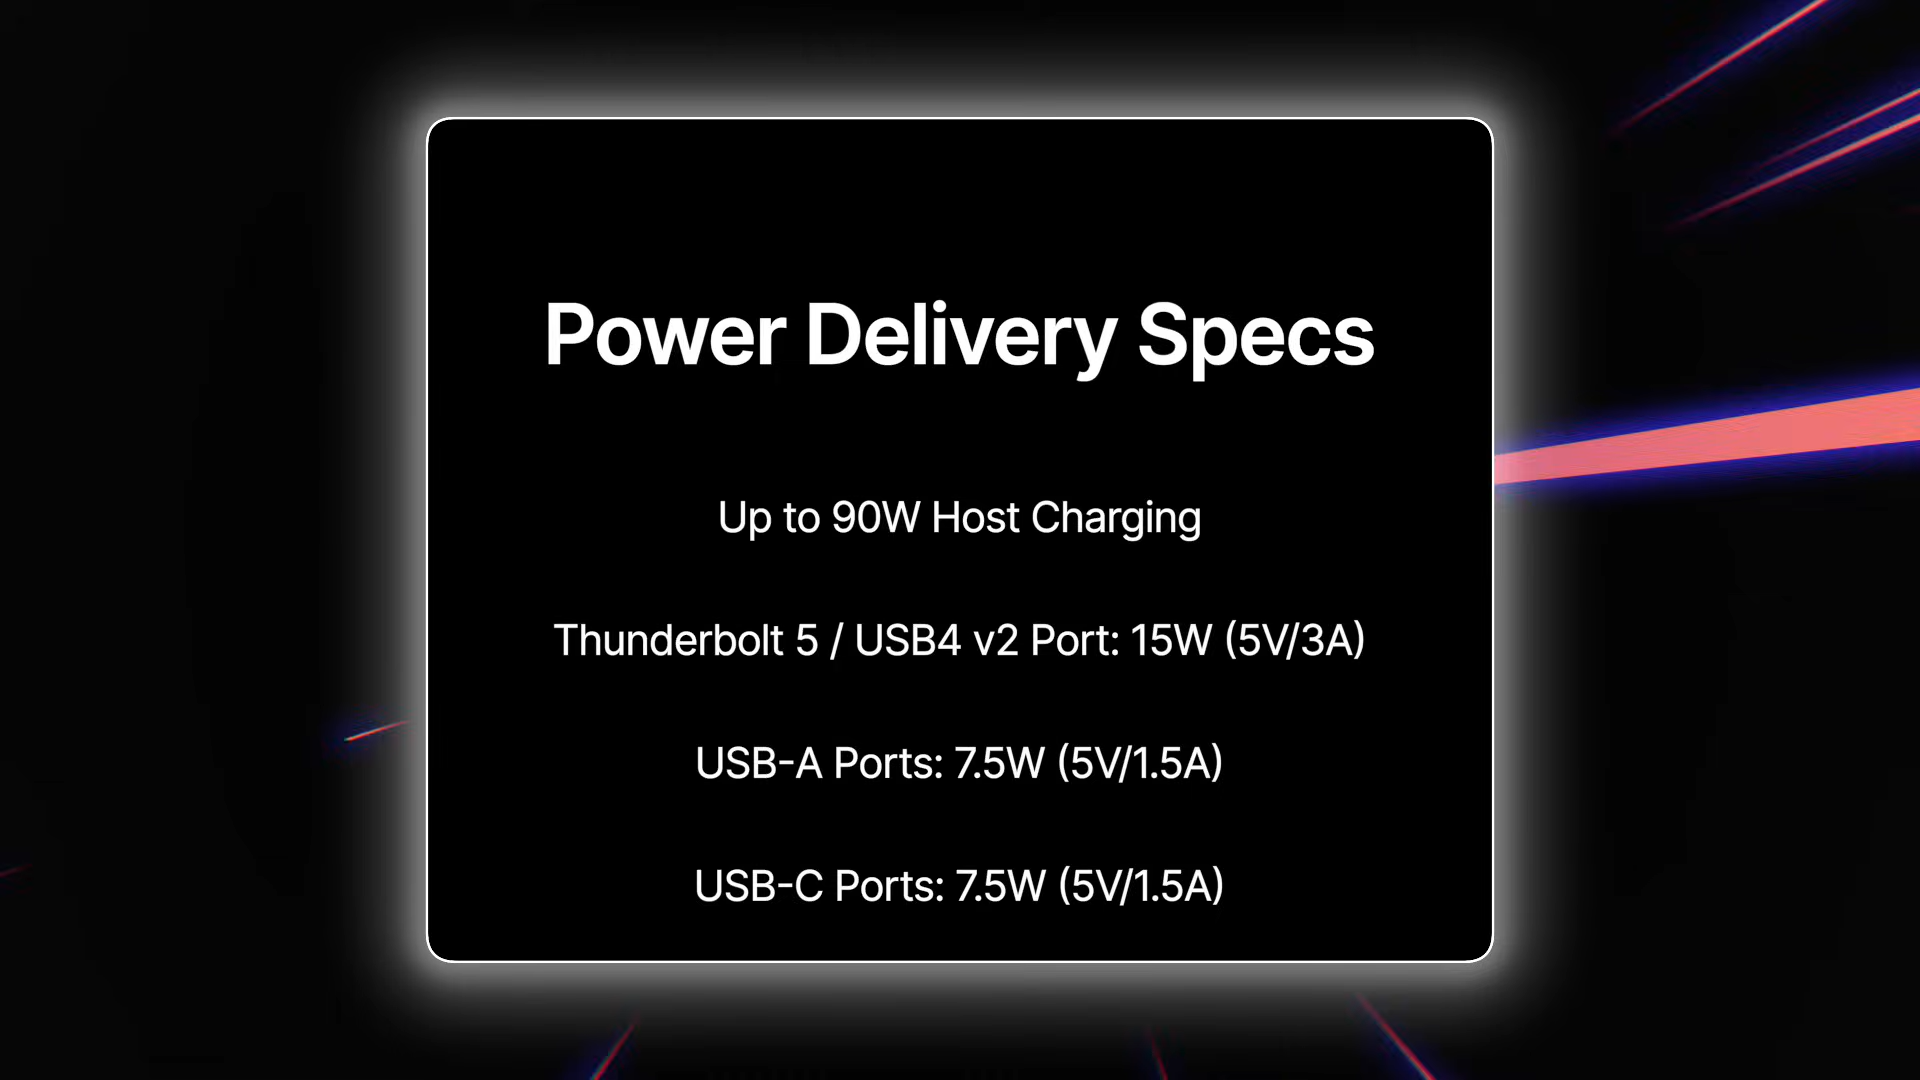 Power Delivery Specs
Up to 90W Host Charging
Thunderbolt 5 / USB4 v2 Port: 15W (5V/3A)
USB-A Ports: 7.5W (5V/1.5A)
USB-C Ports: 7.5W (5V/1.5A)